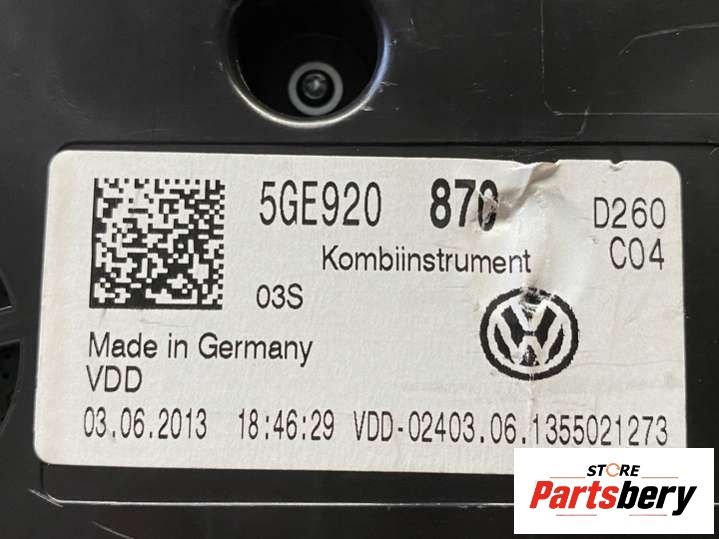 5GE920 870 D260
Kombiinstrument C04
03S
Made in Germany
VDD
03.06.2013 18:46:29 VDD-02403.06.1355021273
STORE
Partsbery